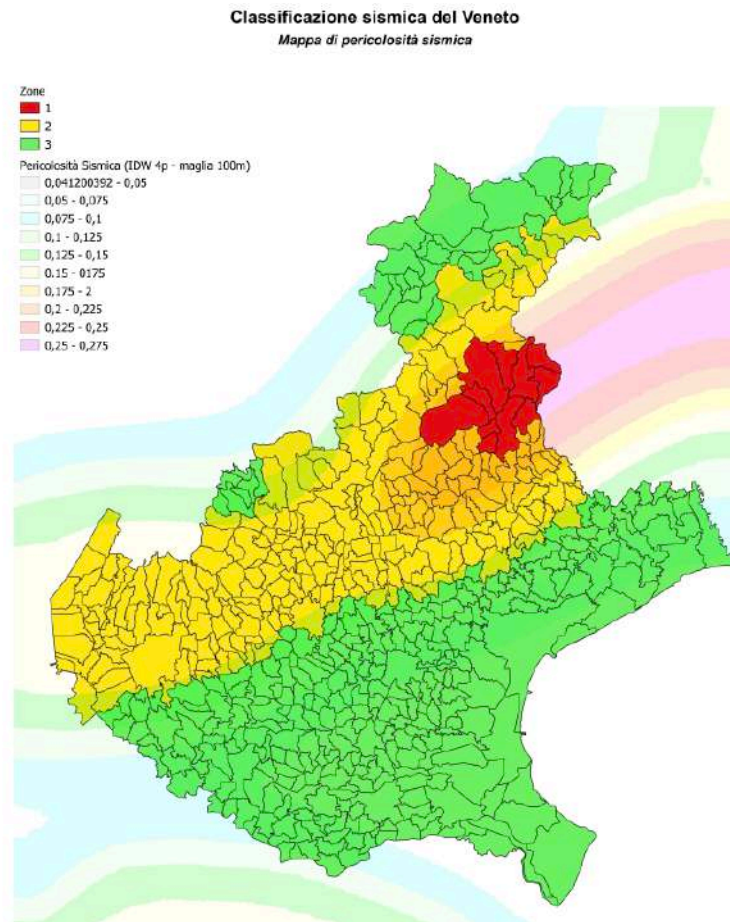 Classificazione sismica del Veneto
Mappa di pericolosità sismica
Zone
1
2
3
Pericolosità Sismica (IDW 4p - maglia 100m)
0,041200392 - 0,05
0,05 - 0,075
0,075 - 0,1
0,1 - 0,125
0,125 - 0,15
0.15 - 0175
0,175 - 2
0,2 - 0,225
0,225 - 0,25
0,25 - 0,275